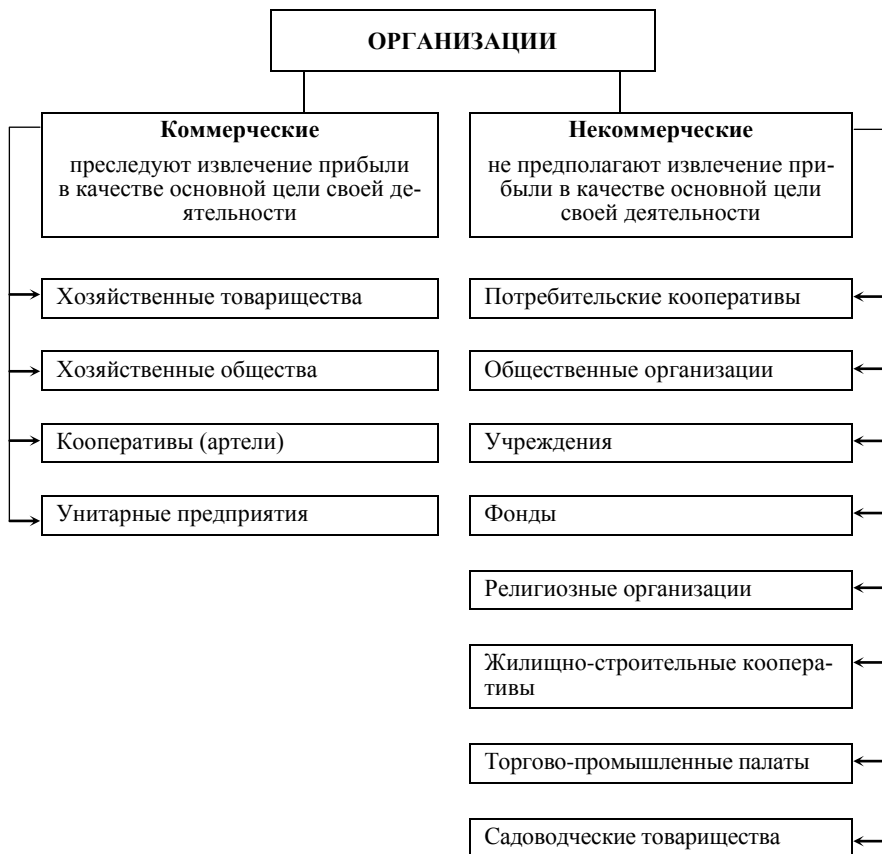 ОРГАНИЗАЦИИ
Коммерческие
преследуют извлечение прибыли
в качестве основной цели своей де-
ятельности
Некоммерческие
не предполагают извлечение при-
были в качестве основной цели
своей деятельности
Хозяйственные товарищества
Хозяйственные общества
Кооперативы (артели)
Унитарные предприятия
Потребительские кооперативы
Общественные организации
Учреждения
Фонды
Религиозные организации
Жилищно-строительные коопера-
тивы
Торгово-промышленные палаты
Садоводческие товарищества